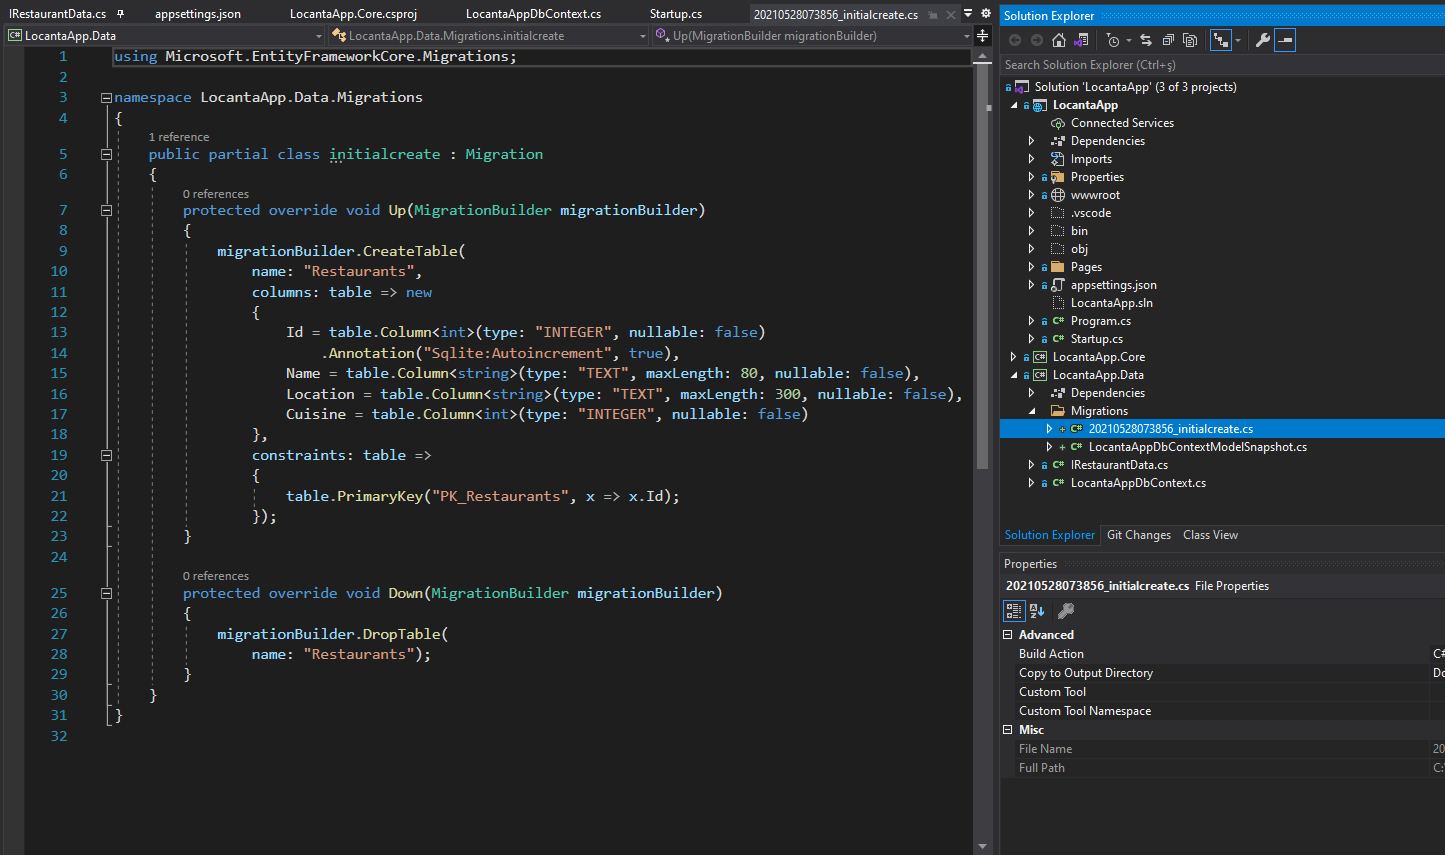 IRestaurantData.cs
appsettings.json
LocantaApp.Core.csproj
LocantaAppDbContext.cs
Startup.cs
20210528073856_initialcreate.cs
LocantaApp.Data
LocantaApp.Data.Migrations.initialcreate
Up(MigrationBuilder migrationBuilder)
1 using Microsoft.EntityFrameworkCore.Migrations;
2
3 namespace LocantaApp.Data.Migrations
4 {
1 reference
5 public partial class initialcreate : Migration
6 {
0 references
7 protected override void Up(MigrationBuilder migrationBuilder)
8 {
9 migrationBuilder.CreateTable(
10 name: "Restaurants",
11 columns: table => new
12 {
13 Id = table.Column<int>(type: "INTEGER", nullable: false)
14 .Annotation("Sqlite:Autoincrement", true),
15 Name = table.Column<string>(type: "TEXT", maxLength: 80, nullable: false),
16 Location = table.Column<string>(type: "TEXT", maxLength: 300, nullable: false),
17 Cuisine = table.Column<int>(type: "INTEGER", nullable: false)
18 },
19 constraints: table =>
20 {
21 table.PrimaryKey("PK_Restaurants", x => x.Id);
22 });
23 }
24
0 references
25 protected override void Down(MigrationBuilder migrationBuilder)
26 {
27 migrationBuilder.DropTable(
28 name: "Restaurants");
29 }
30 }
31 }
32
Solution Explorer
Search Solution Explorer (Ctrl+ş)
Solution 'LocantaApp' (3 of 3 projects)
LocantaApp
Connected Services
Dependencies
Imports
Properties
wwwroot
.vscode
bin
obj
Pages
appsettings.json
LocantaApp.sln
C# Program.cs
C# Startup.cs
C# LocantaApp.Core
C# LocantaApp.Data
Dependencies
Migrations
+ C# 20210528073856_initialcreate.cs
+ C# LocantaAppDbContextModelSnapshot.cs
C# IRestaurantData.cs
C# LocantaAppDbContext.cs
Solution Explorer Git Changes Class View
Properties
20210528073856_initialcreate.cs File Properties
Advanced
Build Action C#
Copy to Output Directory Do
Custom Tool
Custom Tool Namespace
Misc
File Name 20
Full Path C:\